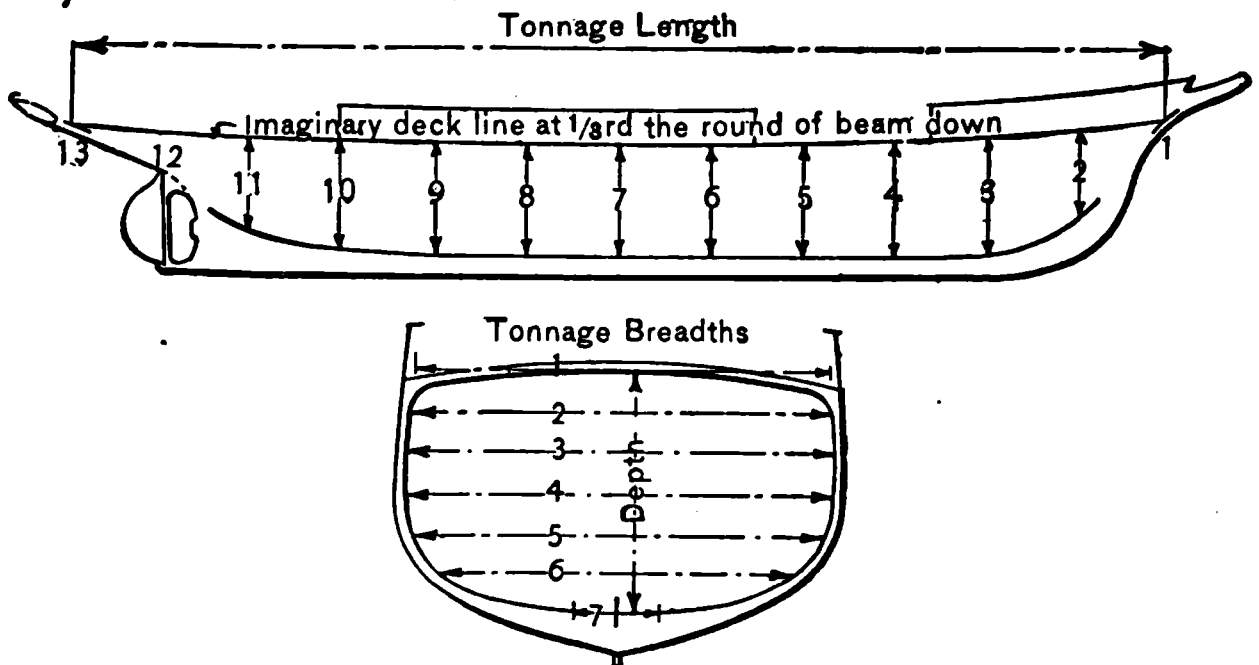 Tonnage Length
Imaginary deck line at 1/3rd the round of beam down
13 12 11 10 9 8 7 6 5 4 3 2 1
Tonnage Breadths
1
2
3
4
5
6
7
Depth